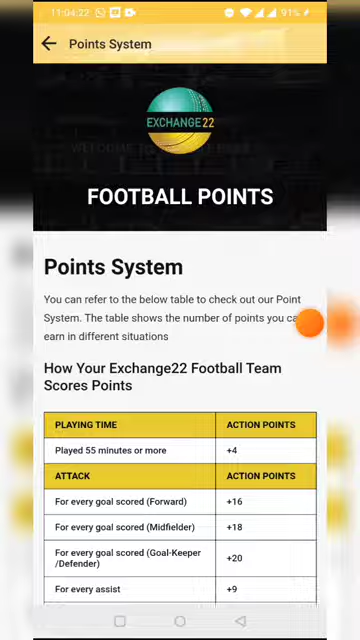 11:04:22 91%
Points System
EXCHANGE22
FOOTBALL POINTS
Points System
You can refer to the below table to check out our Point
System. The table shows the number of points you ca
earn in different situations
How Your Exchange22 Football Team
Scores Points
PLAYING TIME ACTION POINTS
Played 55 minutes or more +4
ATTACK ACTION POINTS
For every goal scored (Forward) +16
For every goal scored (Midfielder) +18
For every goal scored (Goal-Keeper
/Defender) +20
For every assist +9